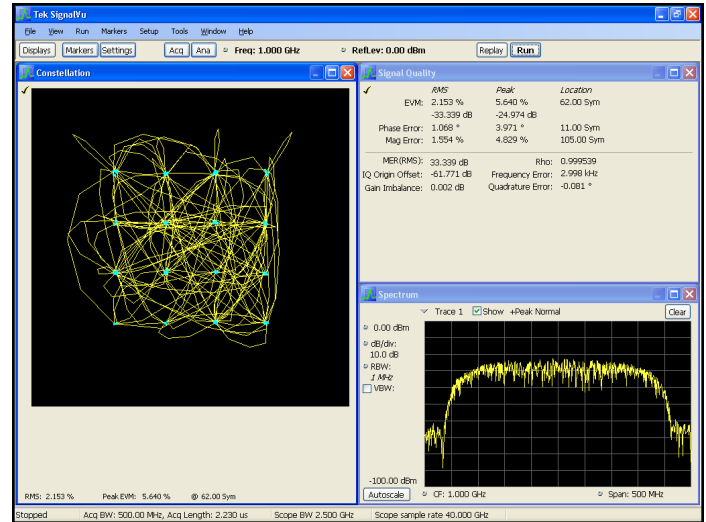 Tek SignalVu
File View Run Markers Setup Tools Window Help
Displays Markers Settings Acq Ana Freq: 1.000 GHz RefLev: 0.00 dBm Replay Run
Constellation
RMS: 2.153 % Peak EVM: 5.640 % @ 62.00 Sym
Signal Quality
RMS Peak Location
EVM: 2.153 % 5.640 % 62.00 Sym
-33.339 dB -24.974 dB
Phase Error: 1.068 ° 3.971 ° 11.00 Sym
Mag Error: 1.554 % 4.829 % 105.00 Sym
MER(RMS): 33.339 dB Rho: 0.999539
IQ Origin Offset: -61.771 dB Frequency Error: 2.998 kHz
Gain Imbalance: 0.002 dB Quadrature Error: -0.081 °
Spectrum
Trace 1 Show +Peak Normal Clear
0.00 dBm
dB/div:
10.0 dB
RBW:
1 MHz
VBW:
-100.00 dBm
Autoscale CF: 1.000 GHz Span: 500 MHz
Stopped Acq BW: 500.00 MHz, Acq Length: 2.230 us Scope BW 2.500 GHz Scope sample rate 40.000 GHz